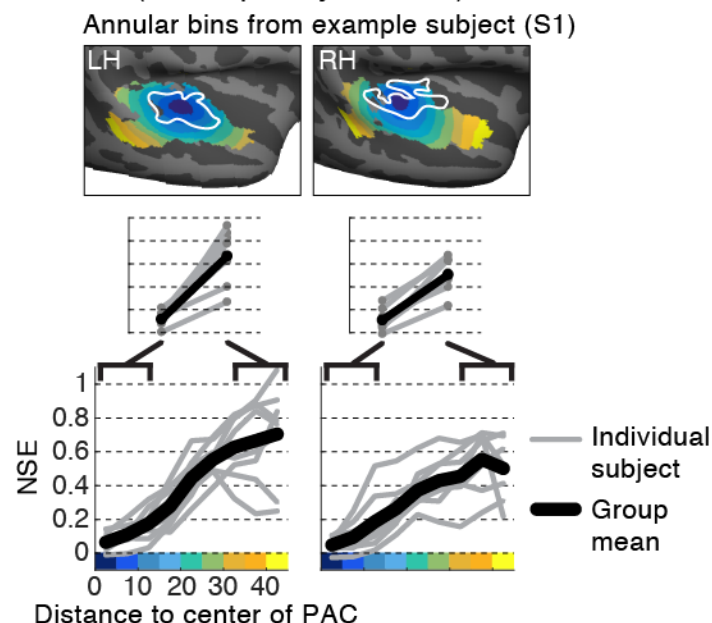 Annular bins from example subject (S1)
LH
RH
1
0.8
0.6
0.4
0.2
0
NSE
0 10 20 30 40
Distance to center of PAC
Individual
subject
Group
mean